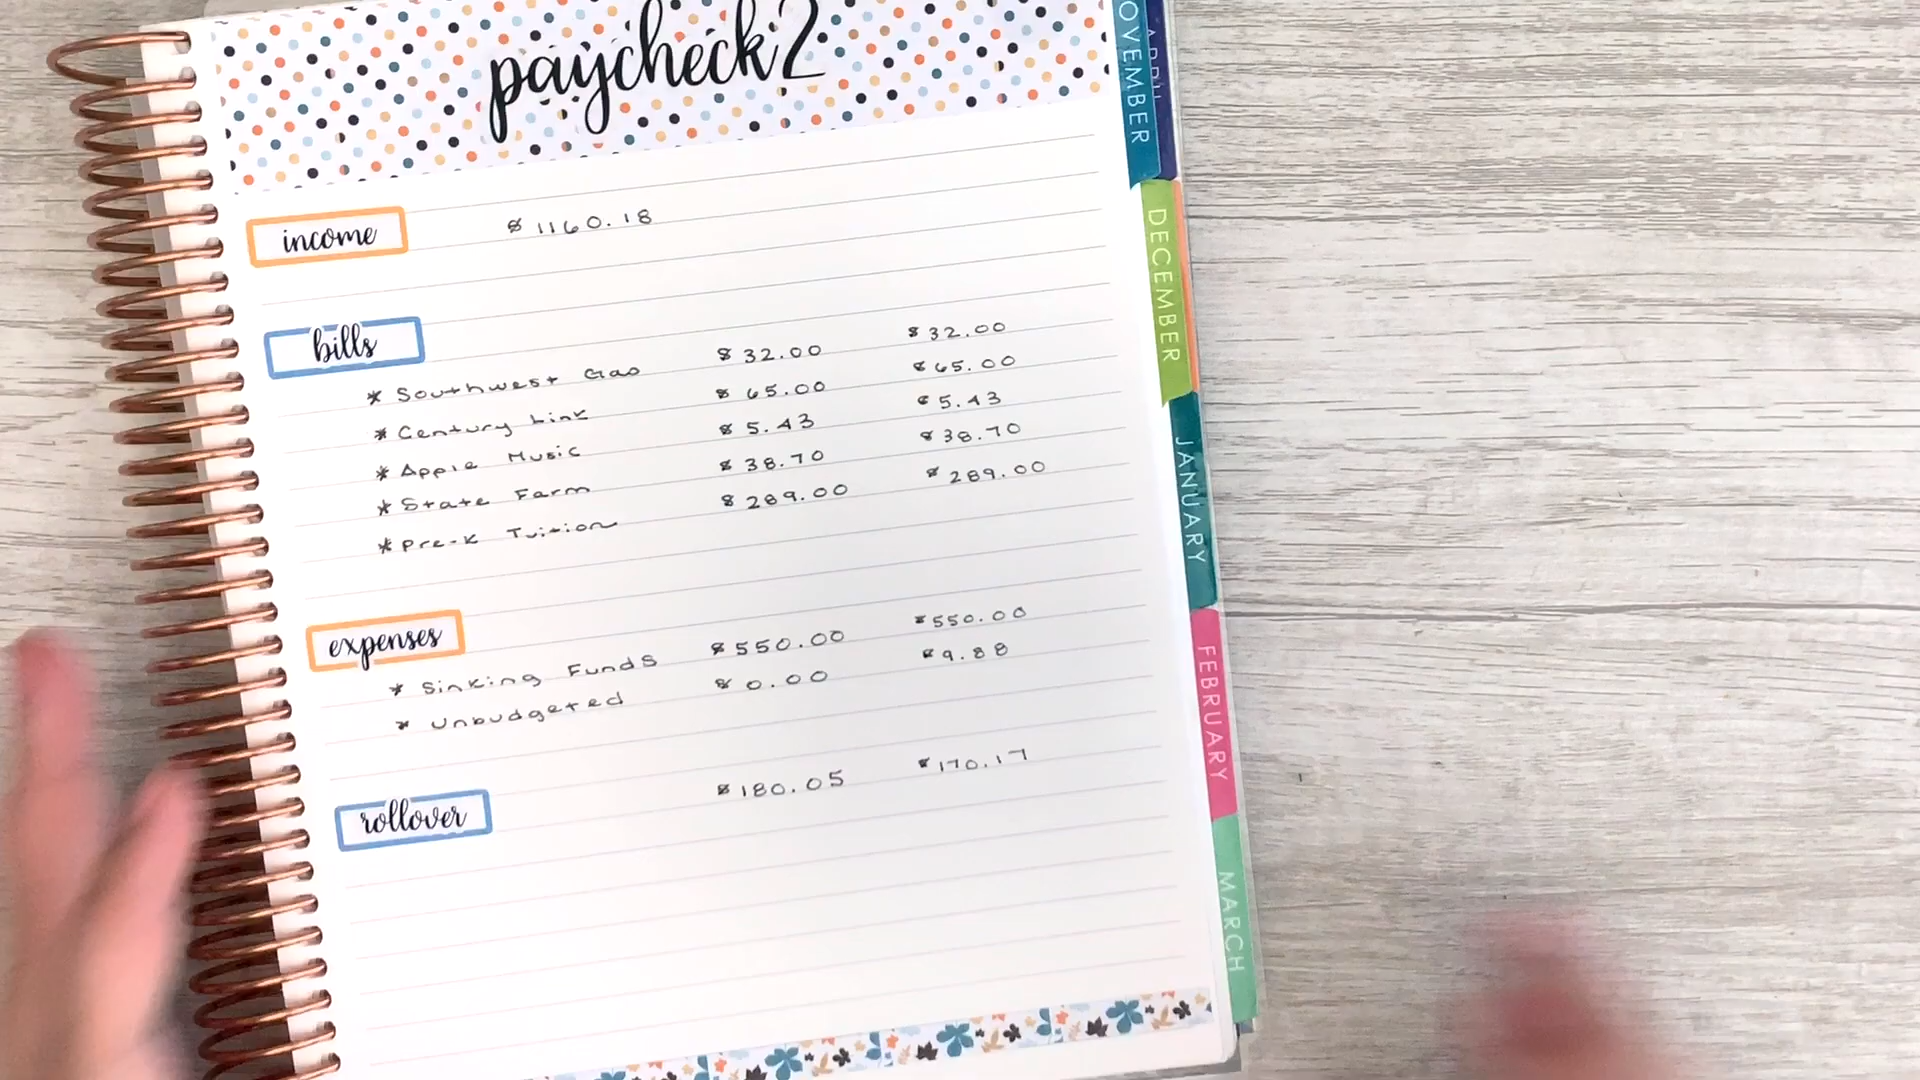 paycheck 2
income $1160.18
bills
* Southwest Gas $32.00 $32.00
* Century Link $65.00 $65.00
* Apple Music $5.43 $5.43
* State Farm $38.70 $38.70
* Pre-K Tuition $289.00 $289.00
expenses
* Sinking Funds $550.00 $550.00
* Unbudgeted $0.00 $9.88
rollover $180.05 $170.17
APRIL
OVEMBER
DECEMBER
JANUARY
FEBRUARY
MARCH